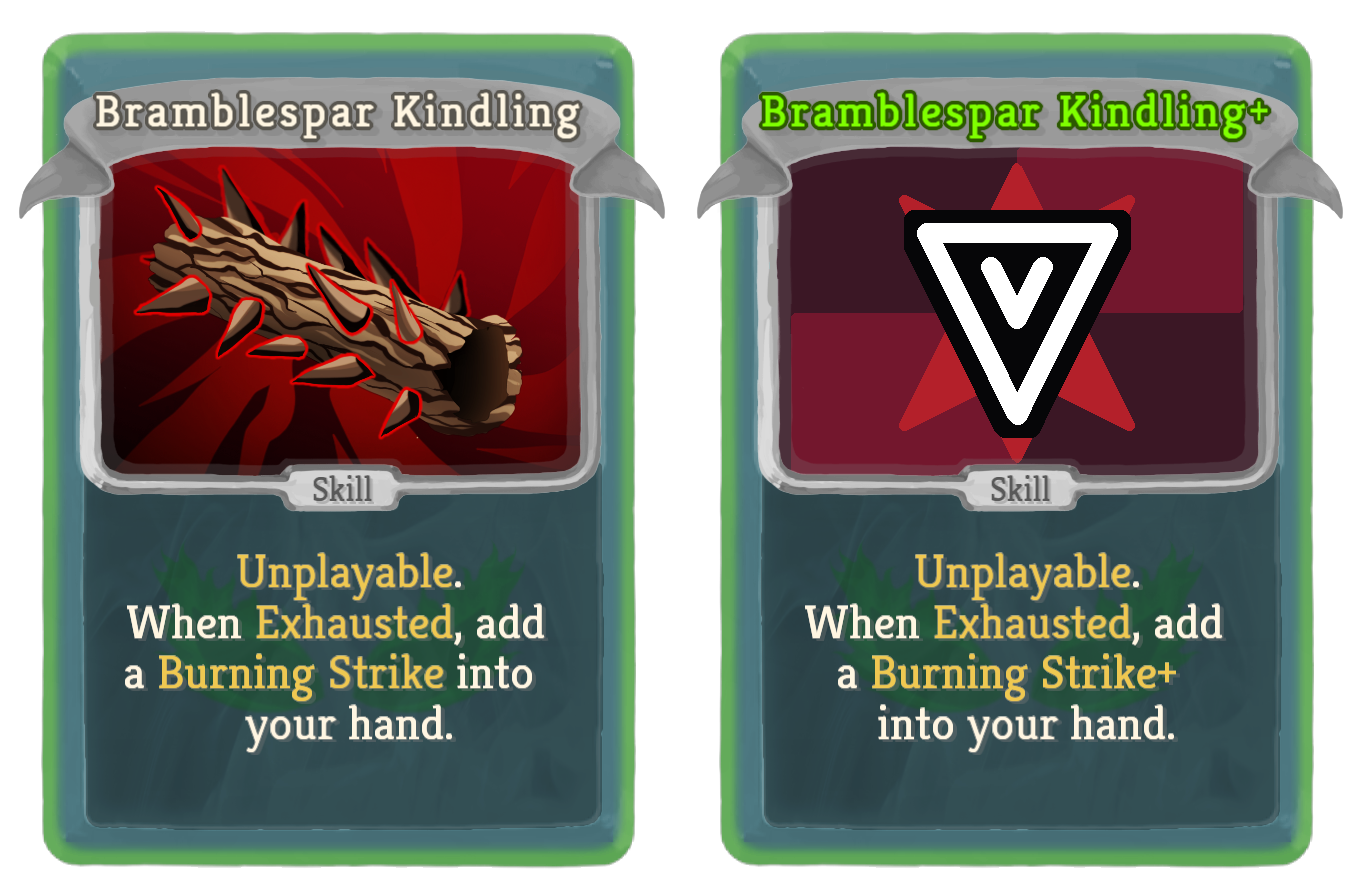 Bramblespar Kindling
Skill
Unplayable.
When Exhausted, add
a Burning Strike into
your hand.
Bramblespar Kindling+
V
Skill
Unplayable.
When Exhausted, add
a Burning Strike+
into your hand.